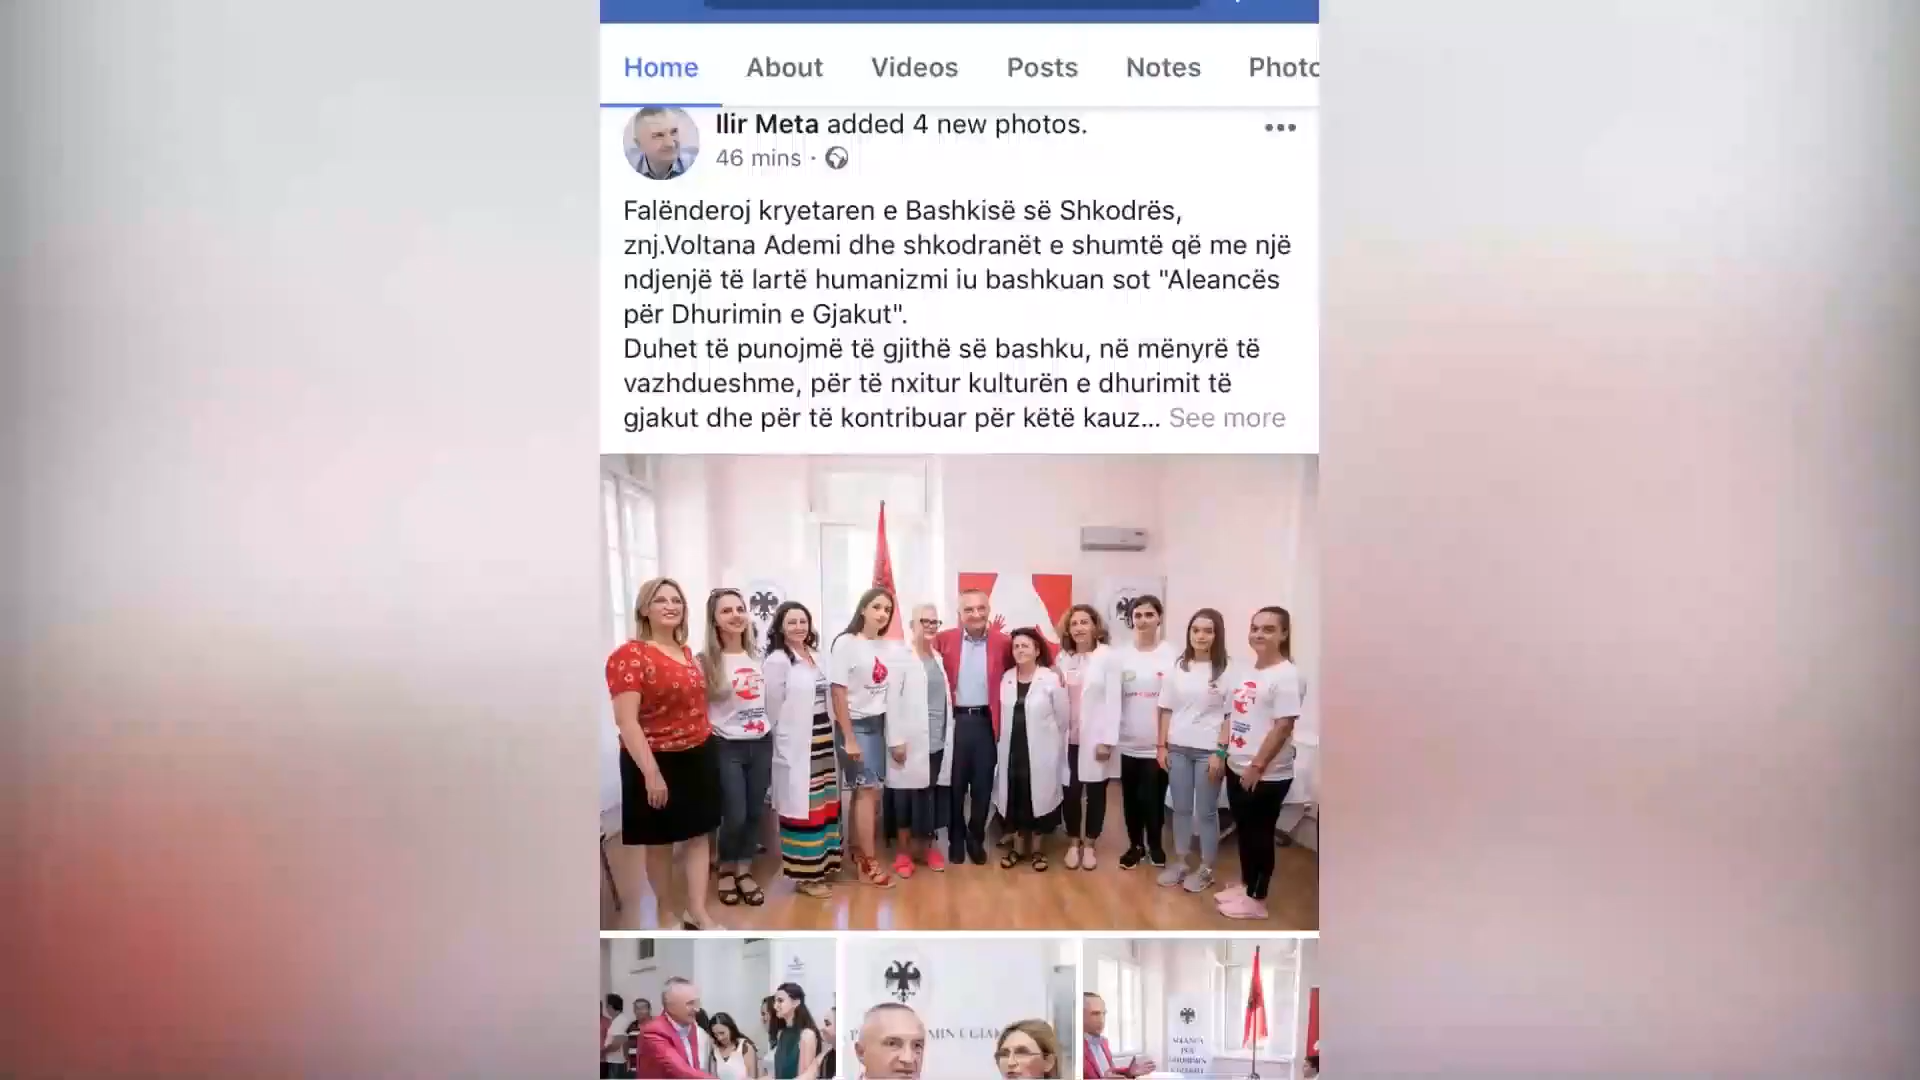 Home About Videos Posts Notes Photo
Ilir Meta added 4 new photos.
46 mins ·
Falënderoj kryetaren e Bashkisë së Shkodrës,
znj.Voltana Ademi dhe shkodranët e shumtë që me një
ndjenjë të lartë humanizmi iu bashkuan sot "Aleancës
për Dhurimin e Gjakut".
Duhet të punojmë të gjithë së bashku, në mënyrë të
vazhdueshme, për të nxitur kulturën e dhurimit të
gjakut dhe për të kontribuar për këtë kauz... See more